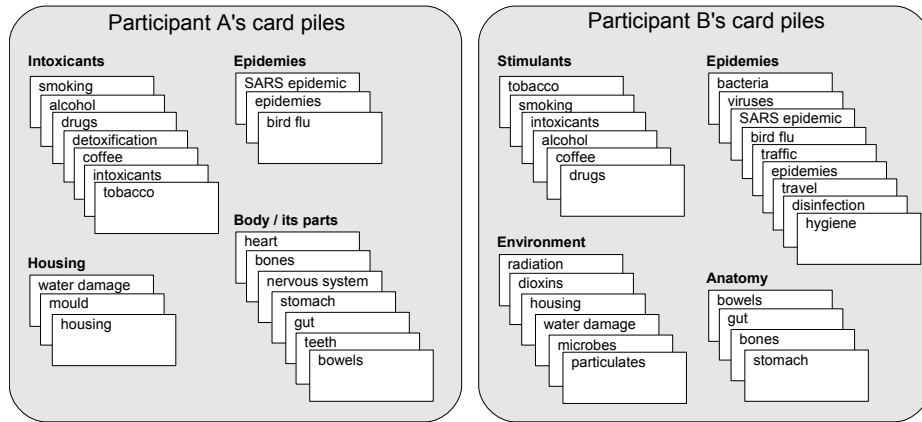 Participant A's card piles
Intoxicants
smoking
alcohol
drugs
detoxification
coffee
intoxicants
tobacco
Epidemies
SARS epidemic
epidemies
bird flu
Housing
water damage
mould
housing
Body / its parts
heart
bones
nervous system
stomach
gut
teeth
bowels
Participant B's card piles
Stimulants
tobacco
smoking
intoxicants
alcohol
coffee
drugs
Epidemies
bacteria
viruses
SARS epidemic
bird flu
traffic
epidemies
travel
disinfection
hygiene
Environment
radiation
dioxins
housing
water damage
microbes
particulates
Anatomy
bowels
gut
bones
stomach